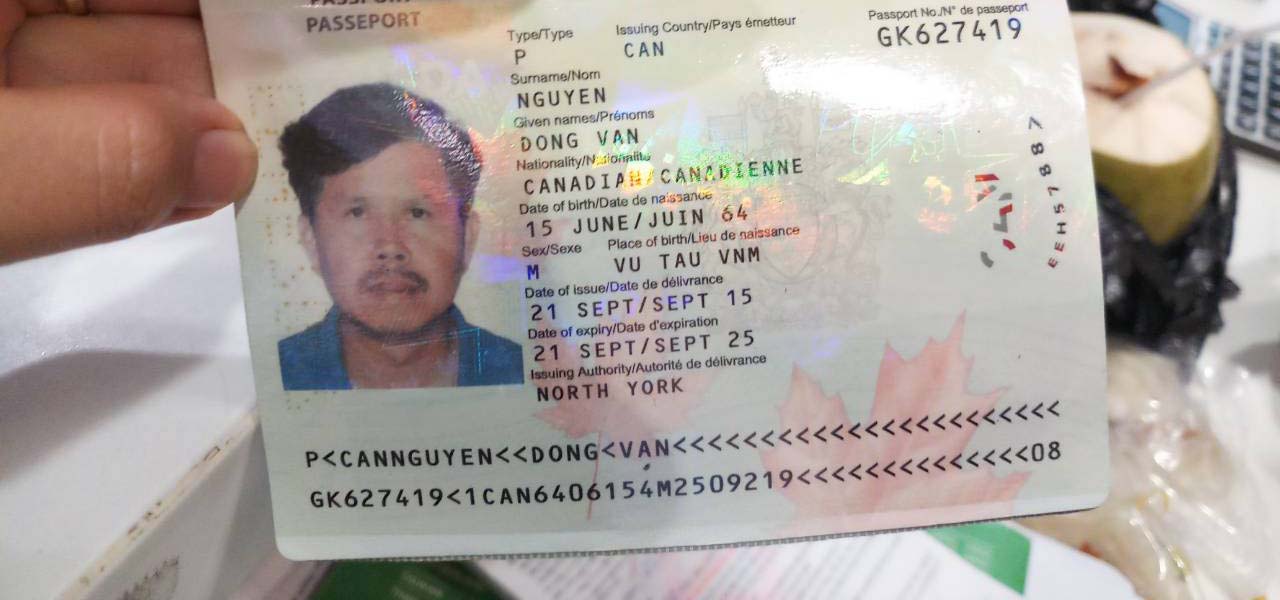 PASSEPORT
Type/Type Issuing Country/Pays émetteur Passport No./N° de passeport
P CAN GK627419
Surname/Nom
NGUYEN
Given names/Prénoms
DONG VAN
Nationality/Nationalité
CANADIAN/CANADIENNE
Date of birth/Date de naissance
15 JUNE/JUIN 64
Sex/Sexe Place of birth/Lieu de naissance
M VU TAU VNM
Date of issue/Date de délivrance
21 SEPT/SEPT 15
Date of expiry/Date d'expiration
21 SEPT/SEPT 25
Issuing Authority/Autorité de délivrance
NORTH YORK
EEH57887
P<CANNGUYEN<<DONG<VAN<<<<<<<<<<<<<<<<<<<<<<<
GK627419<1CAN6406154M2509219<<<<<<<<<<<<<<08